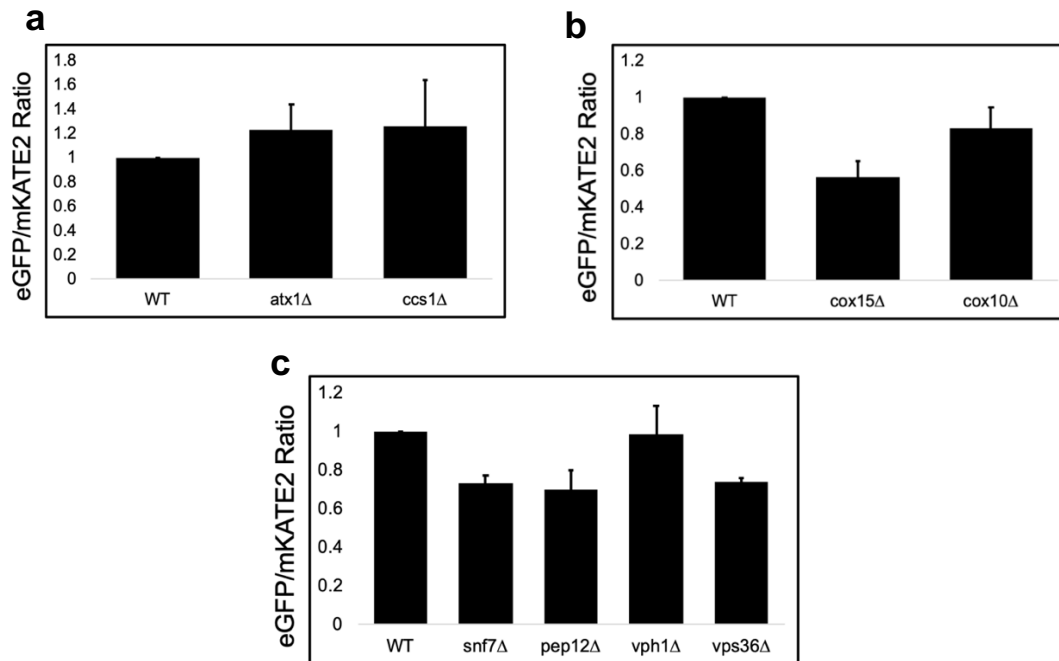 a
eGFP/mKATE2 Ratio
1.8
1.6
1.4
1.2
1
0.8
0.6
0.4
0.2
0
WT atx1Δ ccs1Δ
b
eGFP/mKATE2 Ratio
1.2
1
0.8
0.6
0.4
0.2
0
WT cox15Δ cox10Δ
c
eGFP/mKATE2 Ratio
1.2
1
0.8
0.6
0.4
0.2
0
WT snf7Δ pep12Δ vph1Δ vps36Δ